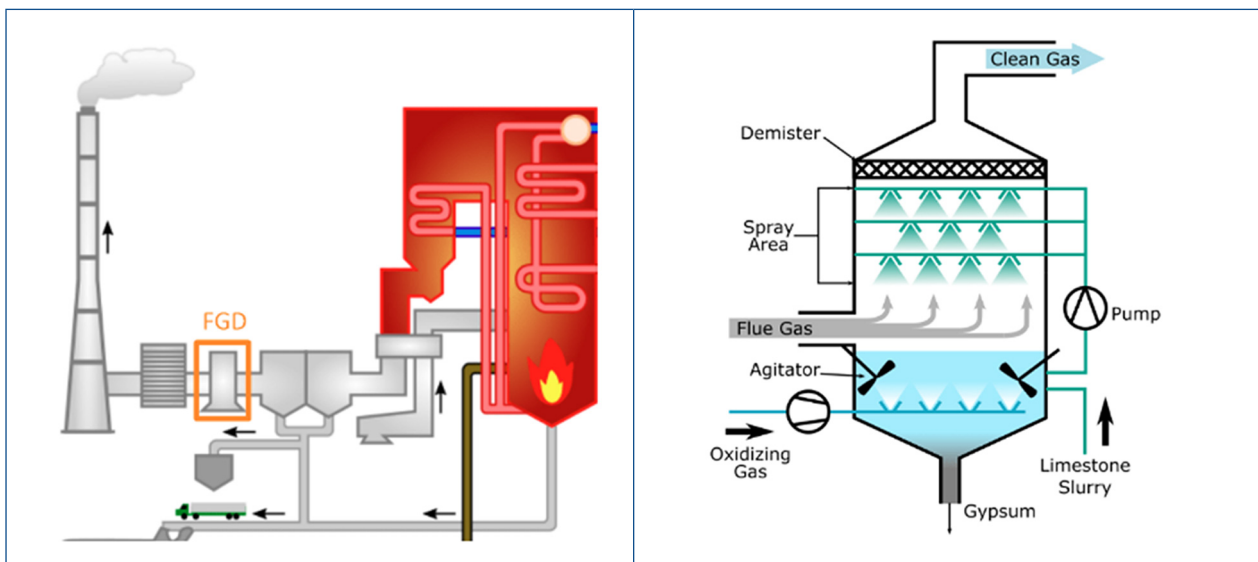 FGD
Clean Gas
Demister
Spray
Area
Flue Gas
Pump
Agitator
Oxidizing
Gas
Limestone
Slurry
Gypsum